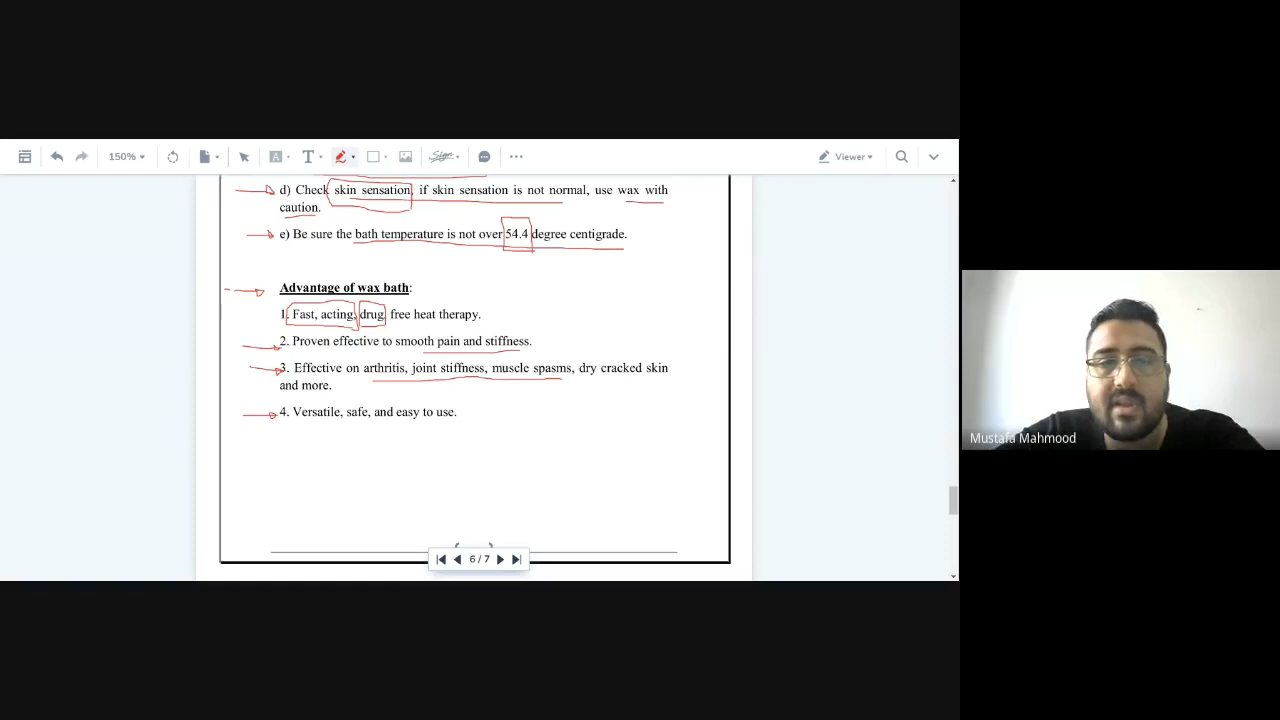 150%
T
Sign
Viewer
d) Check skin sensation, if skin sensation is not normal, use wax with
caution.
e) Be sure the bath temperature is not over 54.4 degree centigrade.
Advantage of wax bath:
1. Fast, acting, drug free heat therapy.
2. Proven effective to smooth pain and stiffness.
3. Effective on arthritis, joint stiffness, muscle spasms, dry cracked skin
and more.
4. Versatile, safe, and easy to use.
6 / 7
Mustafa Mahmood